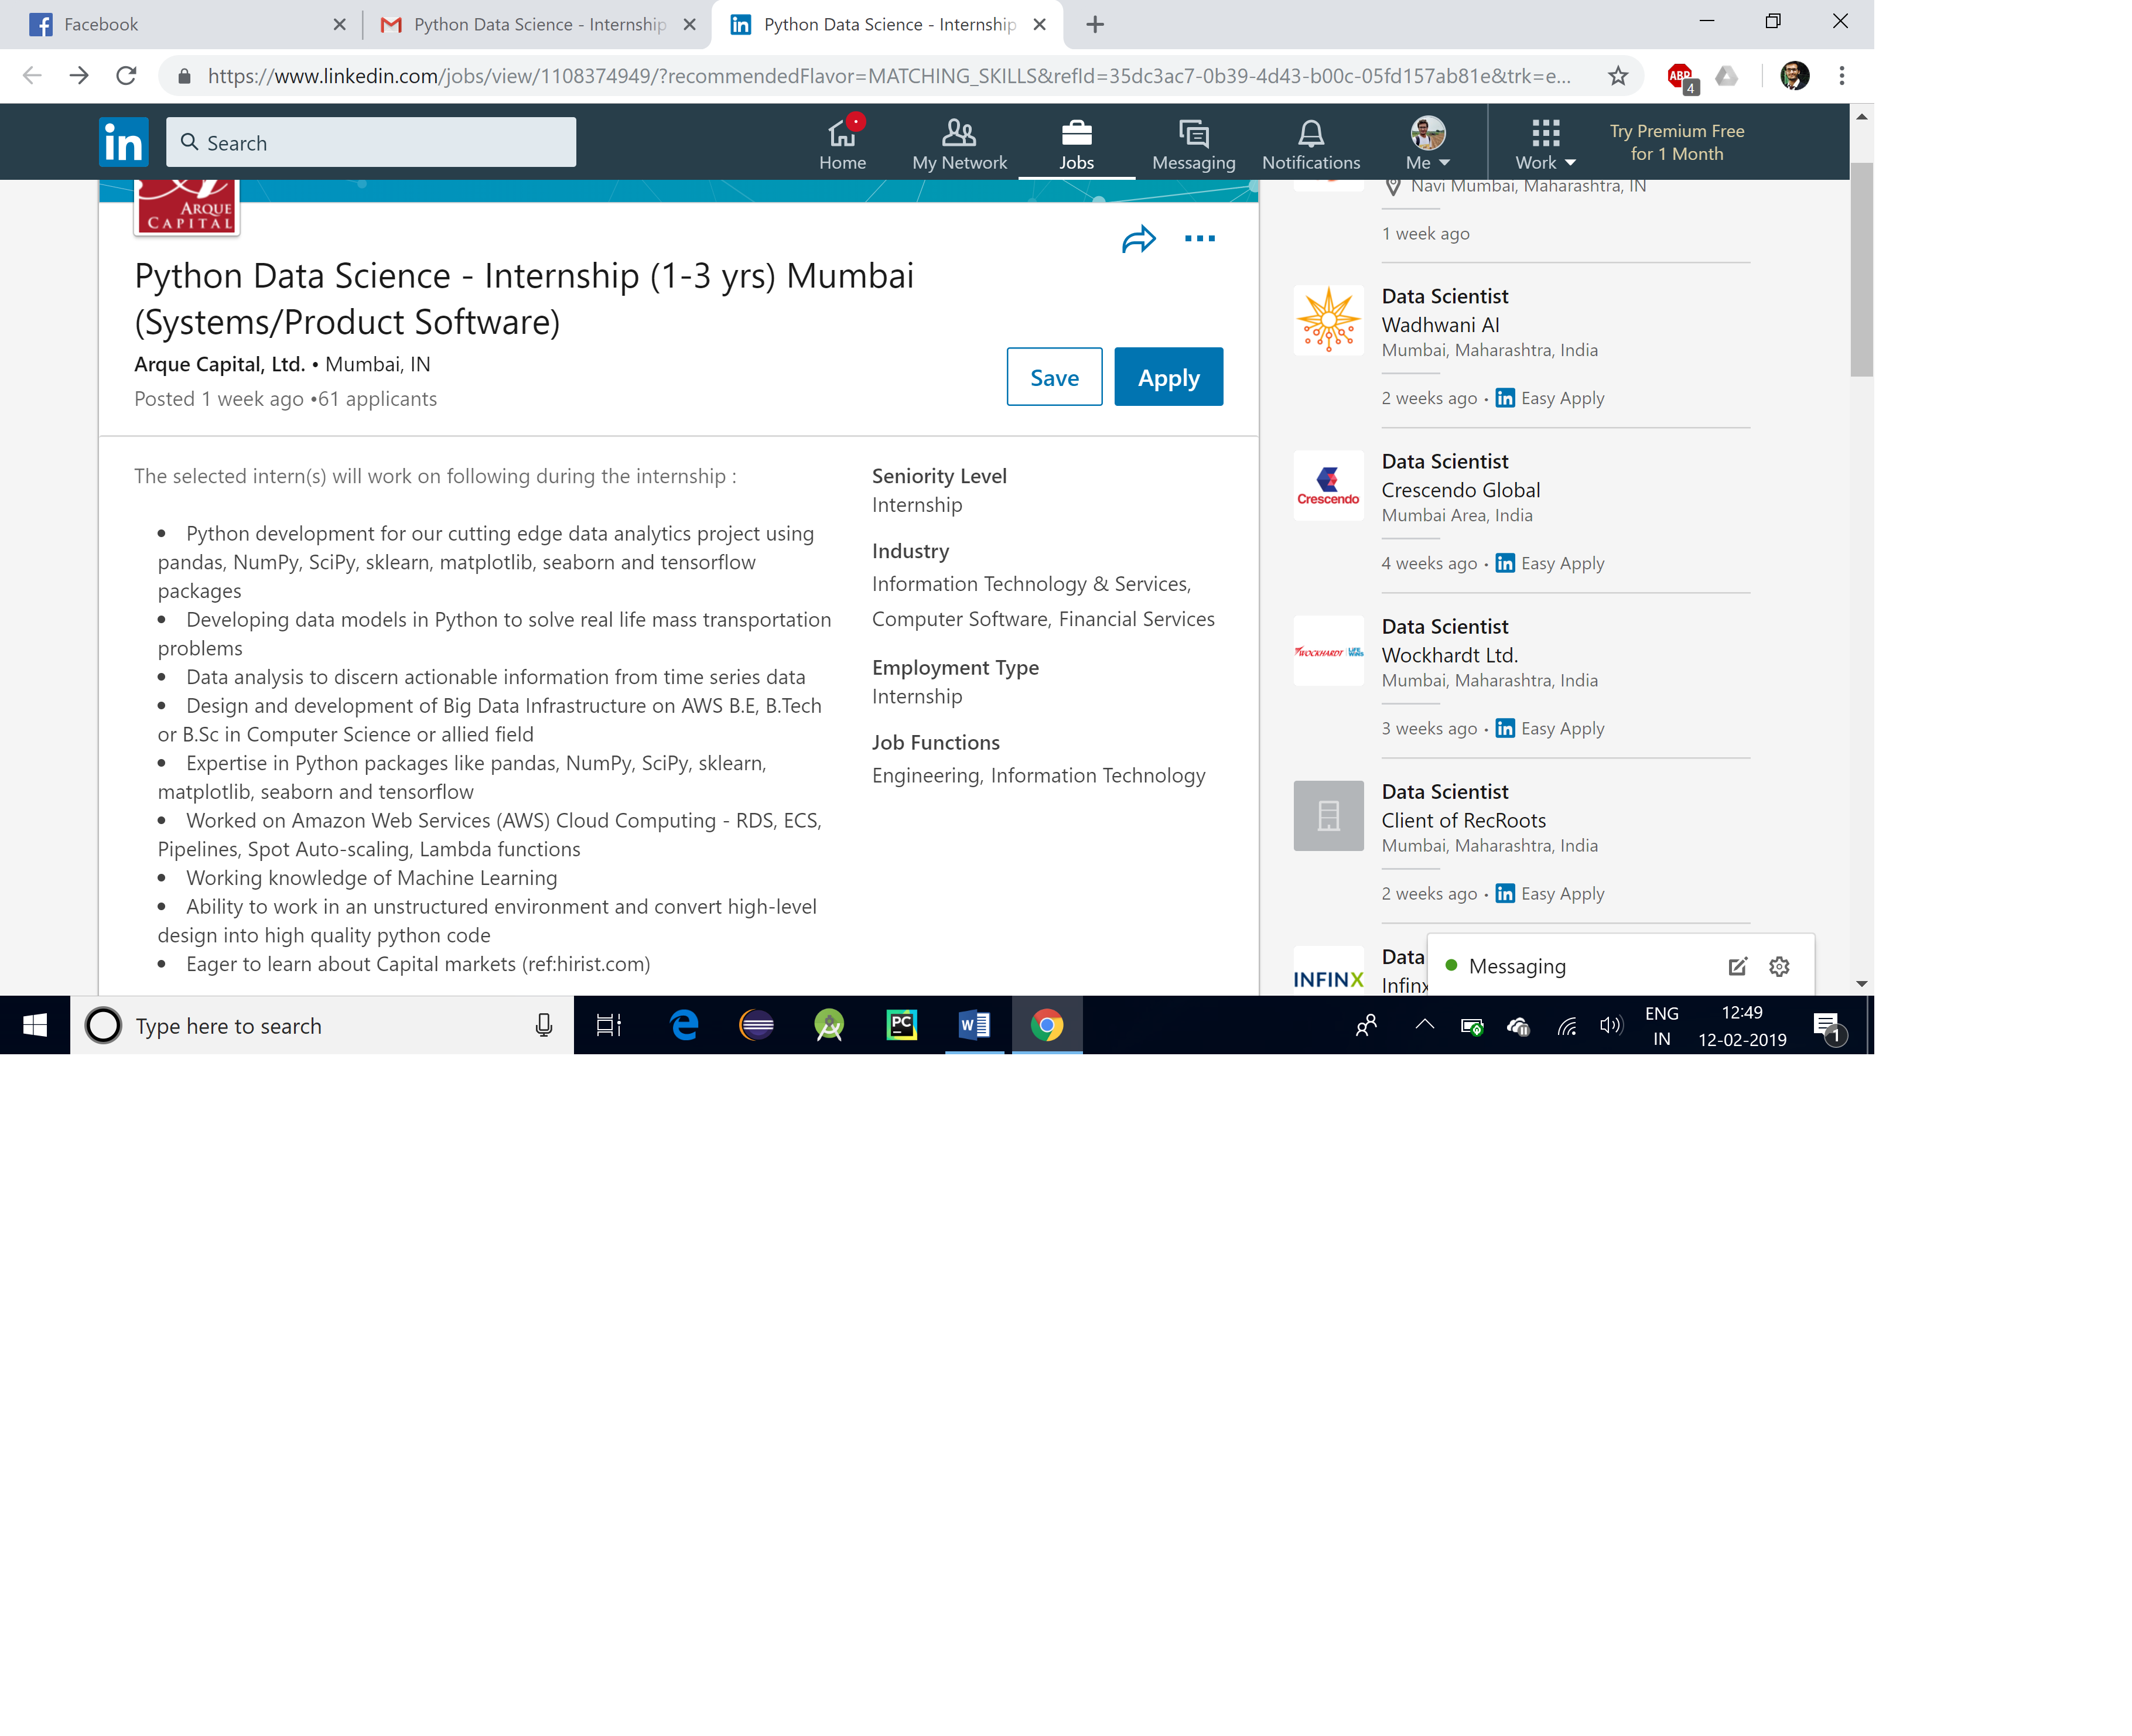 Facebook
Python Data Science - Internship
Python Data Science - Internship
https://www.linkedin.com/jobs/view/1108374949/?recommendedFlavor=MATCHING_SKILLS&refId=35dc3ac7-0b39-4d43-b00c-05fd157ab81e&trk=e...
ABP
4
in
Search
Home
My Network
Jobs
Messaging
Notifications
Me
Work
Try Premium Free
for 1 Month
ARQUE
CAPITAL
Python Data Science - Internship (1-3 yrs) Mumbai
(Systems/Product Software)
Arque Capital, Ltd. • Mumbai, IN
Posted 1 week ago •61 applicants
Save
Apply
The selected intern(s) will work on following during the internship :
• Python development for our cutting edge data analytics project using
pandas, NumPy, SciPy, sklearn, matplotlib, seaborn and tensorflow
packages
• Developing data models in Python to solve real life mass transportation
problems
• Data analysis to discern actionable information from time series data
• Design and development of Big Data Infrastructure on AWS B.E, B.Tech
or B.Sc in Computer Science or allied field
• Expertise in Python packages like pandas, NumPy, SciPy, sklearn,
matplotlib, seaborn and tensorflow
• Worked on Amazon Web Services (AWS) Cloud Computing - RDS, ECS,
Pipelines, Spot Auto-scaling, Lambda functions
• Working knowledge of Machine Learning
• Ability to work in an unstructured environment and convert high-level
design into high quality python code
• Eager to learn about Capital markets (ref:hirist.com)
Seniority Level
Internship
Industry
Information Technology & Services,
Computer Software, Financial Services
Employment Type
Internship
Job Functions
Engineering, Information Technology
Navi Mumbai, Maharashtra, IN
1 week ago
Data Scientist
Wadhwani AI
Mumbai, Maharashtra, India
2 weeks ago • in Easy Apply
Crescendo
Data Scientist
Crescendo Global
Mumbai Area, India
4 weeks ago • in Easy Apply
WOCKHARDT LIFE WINS
Data Scientist
Wockhardt Ltd.
Mumbai, Maharashtra, India
3 weeks ago • in Easy Apply
Data Scientist
Client of RecRoots
Mumbai, Maharashtra, India
2 weeks ago • in Easy Apply
INFINX
Data
Infinx
Messaging
Type here to search
PC
W
ENG
IN
12:49
12-02-2019
1